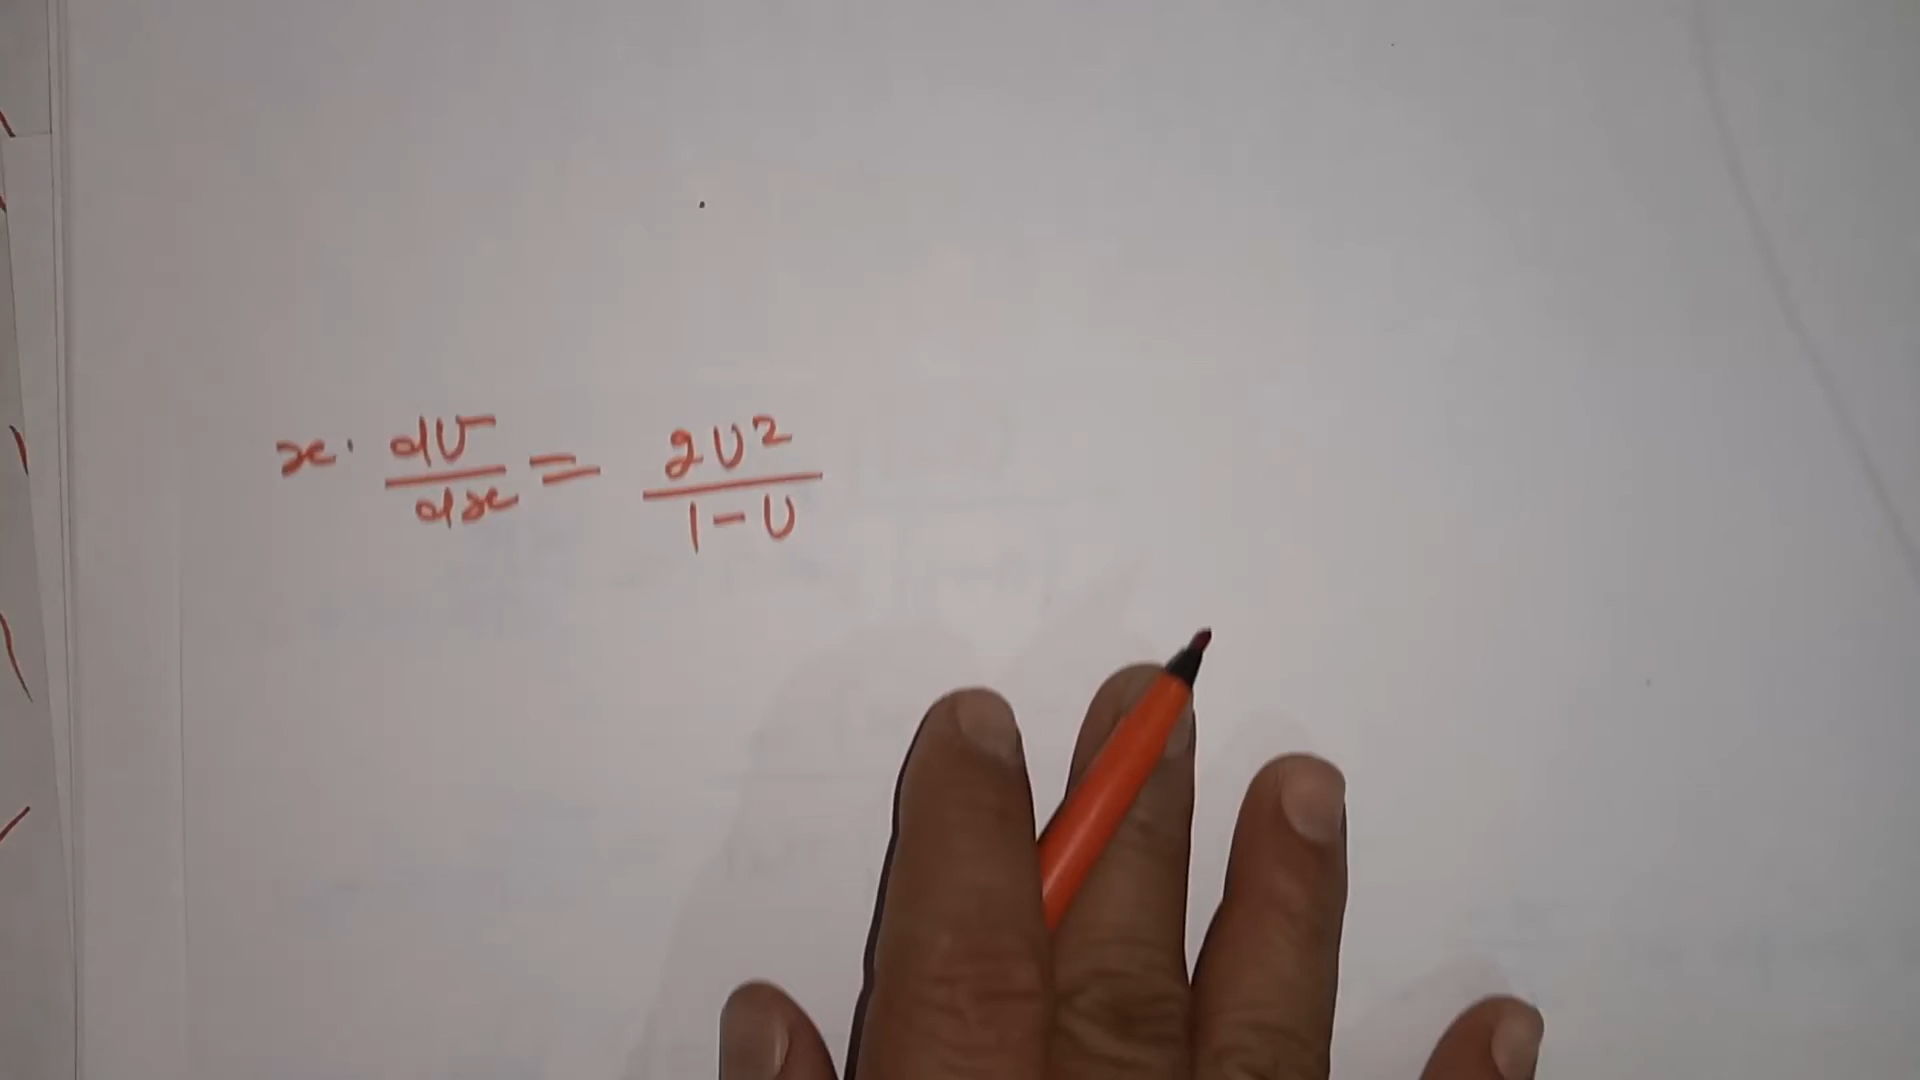 x. dv/dx = 2v²/1-v